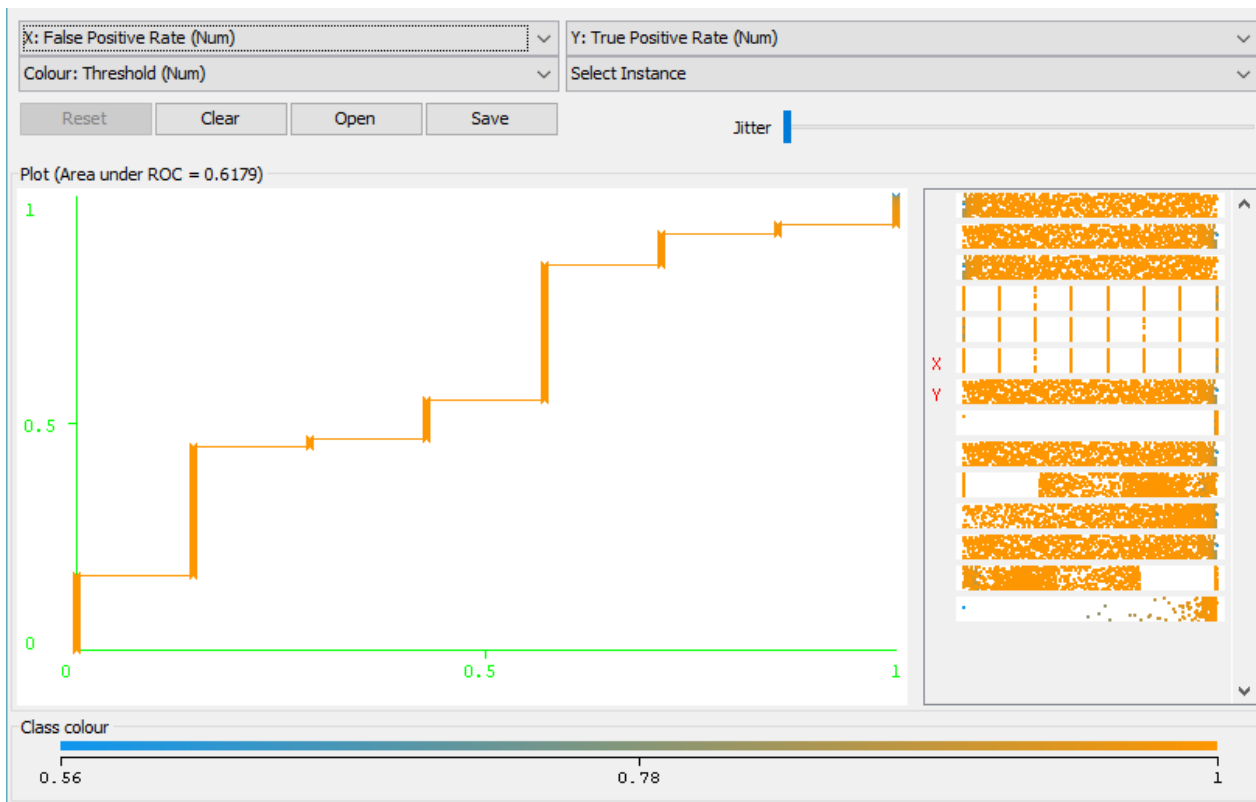 X: False Positive Rate (Num)
Y: True Positive Rate (Num)
Colour: Threshold (Num)
Select Instance
Reset
Clear
Open
Save
Jitter
Plot (Area under ROC = 0.6179)
1
0.5
0
0
0.5
1
X
Y
Class colour
0.56
0.78
1